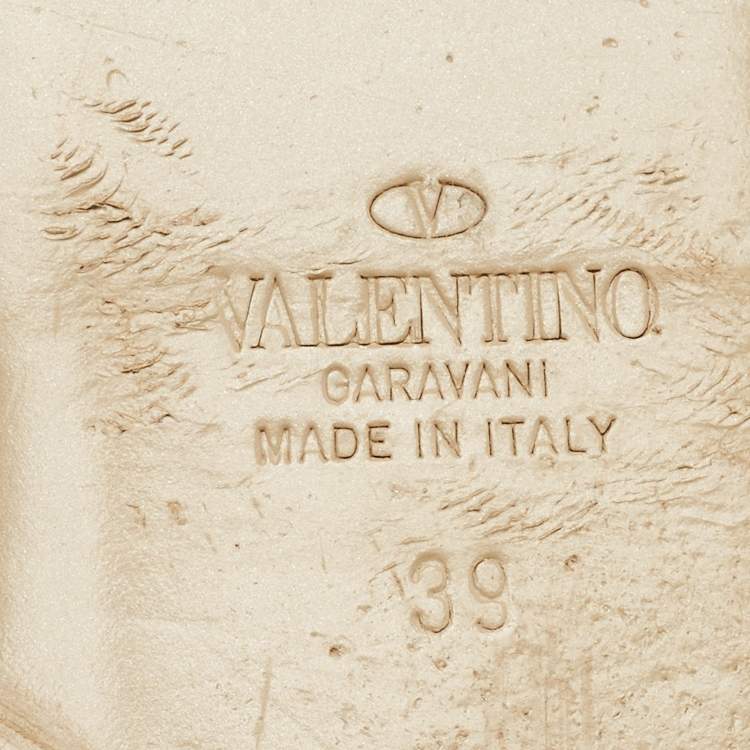 V
VALENTINO
GARAVANI
MADE IN ITALY
39